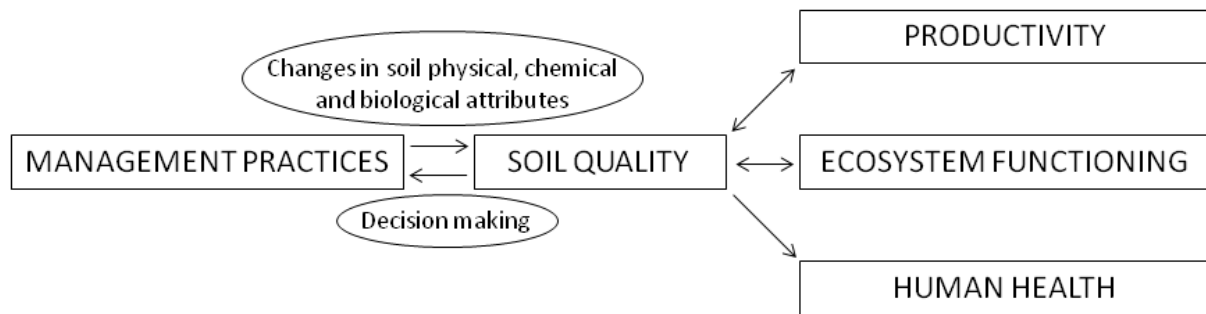 PRODUCTIVITY
Changes in soil physical, chemical
and biological attributes
MANAGEMENT PRACTICES
SOIL QUALITY
ECOSYSTEM FUNCTIONING
Decision making
HUMAN HEALTH